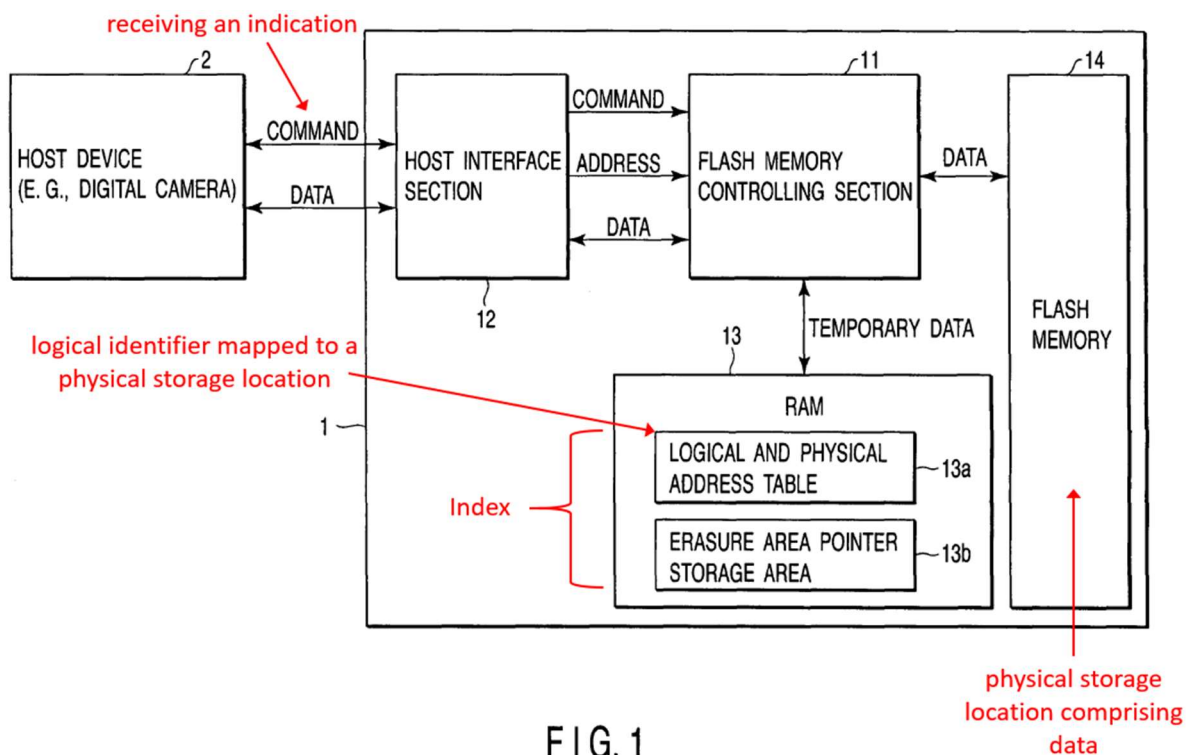 receiving an indication
2
11
14
COMMAND
COMMAND
HOST DEVICE
(E. G., DIGITAL CAMERA)
HOST INTERFACE
SECTION
ADDRESS
FLASH MEMORY
CONTROLLING SECTION
DATA
DATA
DATA
12
TEMPORARY DATA
FLASH
MEMORY
logical identifier mapped to a
physical storage location
13
RAM
1
LOGICAL AND PHYSICAL
ADDRESS TABLE
13a
Index
ERASURE AREA POINTER
STORAGE AREA
13b
physical storage
location comprising
data
FIG. 1